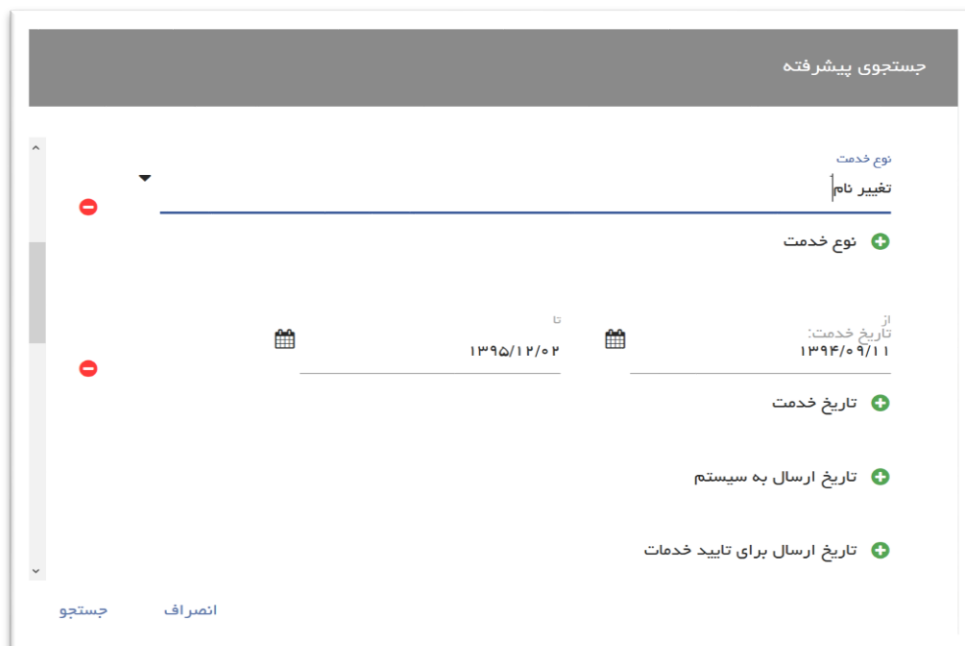 جستجوی پیشرفته
نوع خدمت
تغییر نام
نوع خدمت
از
تا
تاریخ خدمت:
۱۳۹۴/۰۹/۱۱
۱۳۹۵/۱۲/۰۲
تاریخ خدمت
تاریخ ارسال به سیستم
تاریخ ارسال برای تایید خدمات
انصراف
جستجو